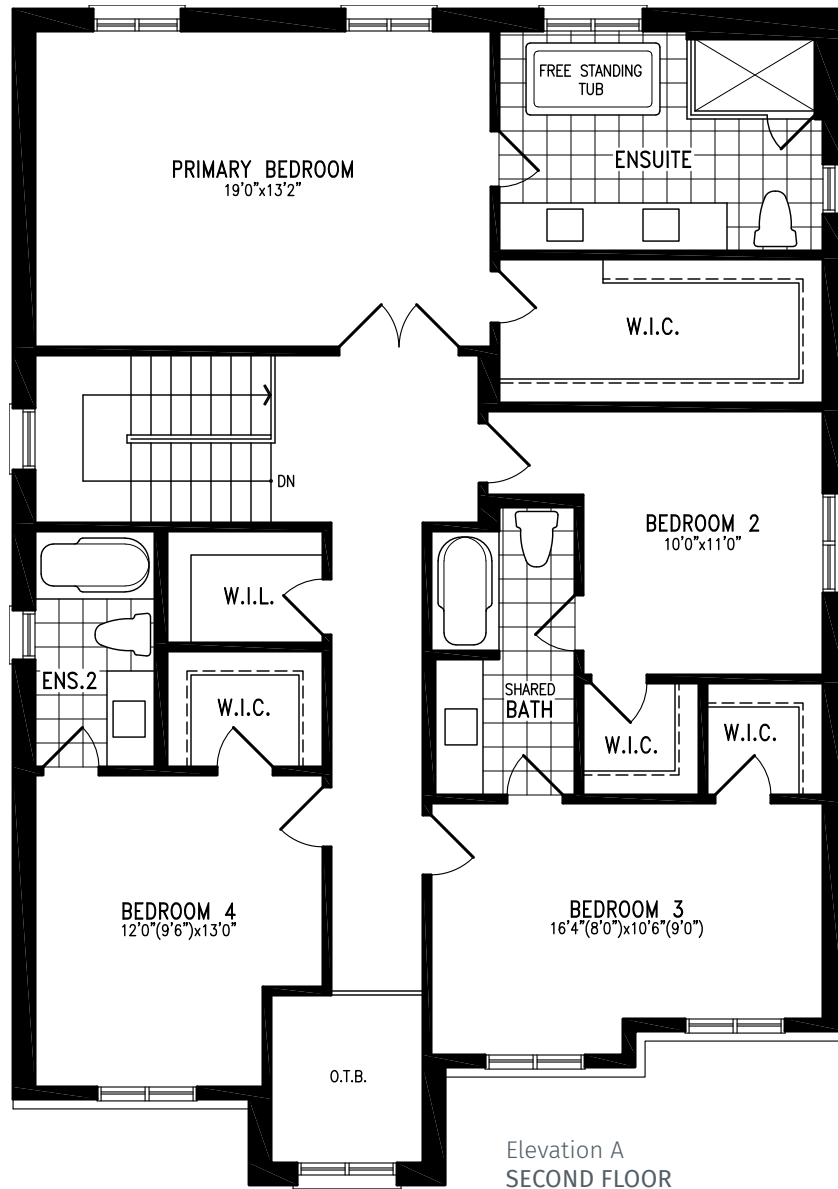 FREE STANDING
TUB
PRIMARY BEDROOM
19'0"x13'2"
ENSUITE
W.I.C.
DN
BEDROOM 2
10'0"x11'0"
W.I.L.
ENS.2
W.I.C.
SHARED
BATH
W.I.C.
W.I.C.
BEDROOM 4
12'0"(9'6")x13'0"
BEDROOM 3
16'4"(8'0")x10'6"(9'0")
O.T.B.
Elevation A
SECOND FLOOR